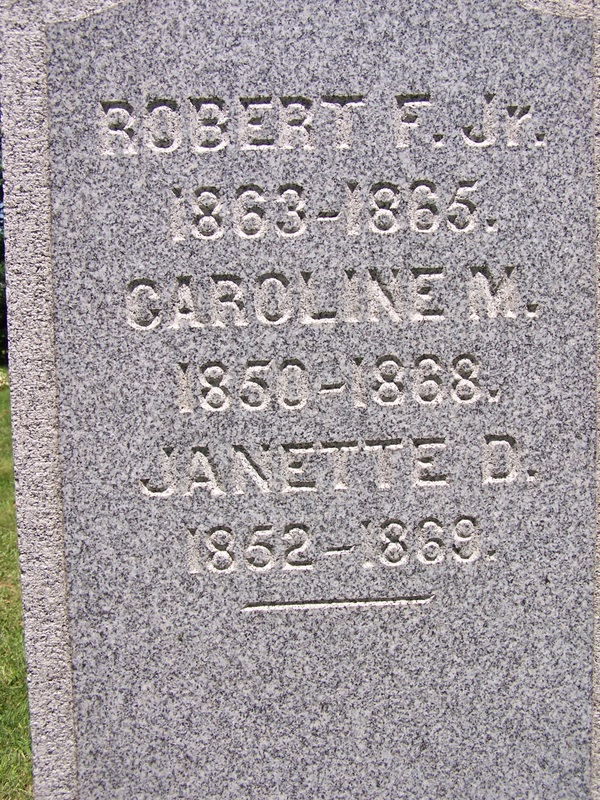 ROBERT F. Jr.
1863-1865.
CAROLINE M.
1850-1868.
JANETTE D.
1852-1869.